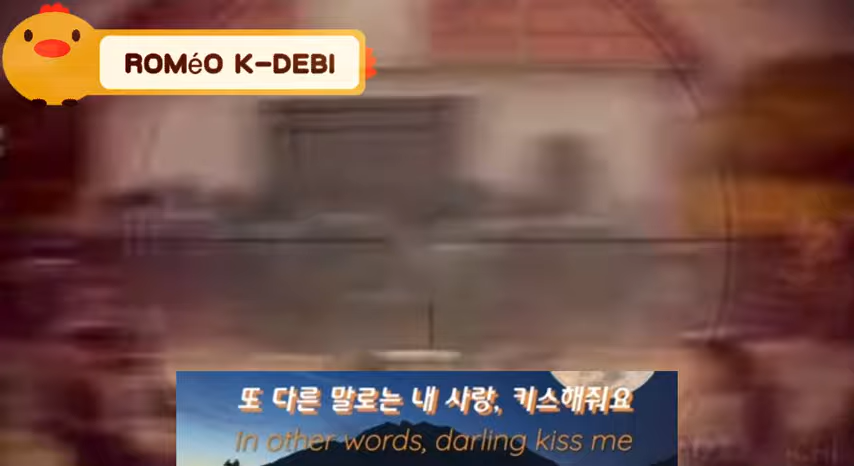 ROMéO K-DEBI
또 다른 말로는 내 사랑, 키스해줘요
In other words, darling kiss me